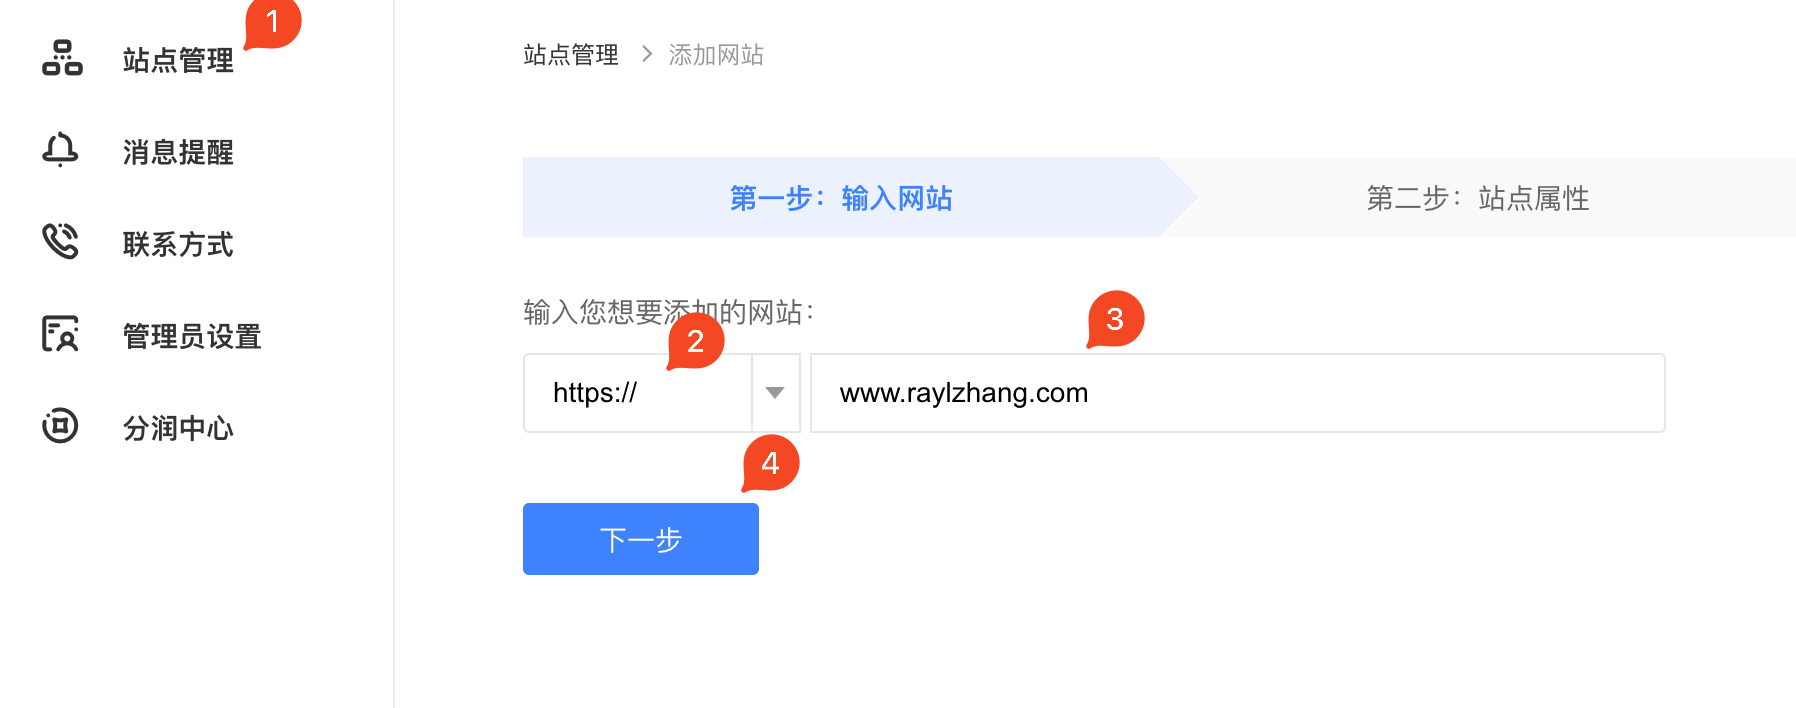 1
站点管理
消息提醒
联系方式
管理员设置
分润中心
站点管理 > 添加网站
第一步：输入网站
第二步：站点属性
输入您想要添加的网站：
2
3
https://
www.raylzhang.com
4
下一步